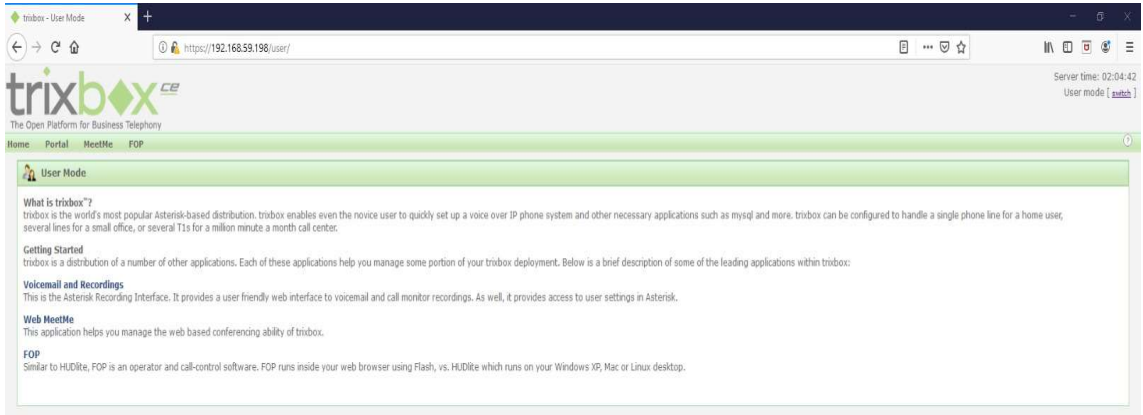 trixbox - User Mode
https://192.168.59.198/user/
trixbox ce
The Open Platform for Business Telephony
Server time: 02:04:42
User mode [ switch ]
Home Portal MeetMe FOP
User Mode
What is trixbox"?
trixbox is the world's most popular Asterisk-based distribution. trixbox enables even the novice user to quickly set up a voice over IP phone system and other necessary applications such as mysql and more. trixbox can be configured to handle a single phone line for a home user,
several lines for a small office, or several T1s for a million minute a month call center.
Getting Started
trixbox is a distribution of a number of other applications. Each of these applications help you manage some portion of your trixbox deployment. Below is a brief description of some of the leading applications within trixbox:
Voicemail and Recordings
This is the Asterisk Recording Interface. It provides a user friendly web interface to voicemail and call monitor recordings. As well, it provides access to user settings in Asterisk.
Web MeetMe
This application helps you manage the web based conferencing ability of trixbox.
FOP
Similar to HUDlite, FOP is an operator and call-control software. FOP runs inside your web browser using Flash, vs. HUDlite which runs on your Windows XP, Mac or Linux desktop.